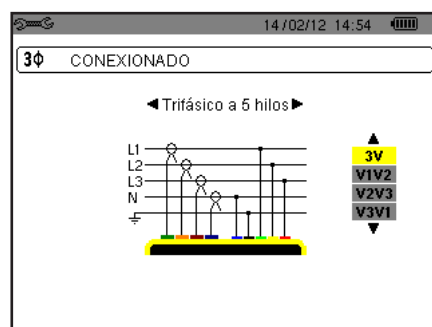 14/02/12 14:54
3Φ CONEXIONADO
Trifásico a 5 hilos
L1
L2
L3
N
3V
V1V2
V2V3
V3V1